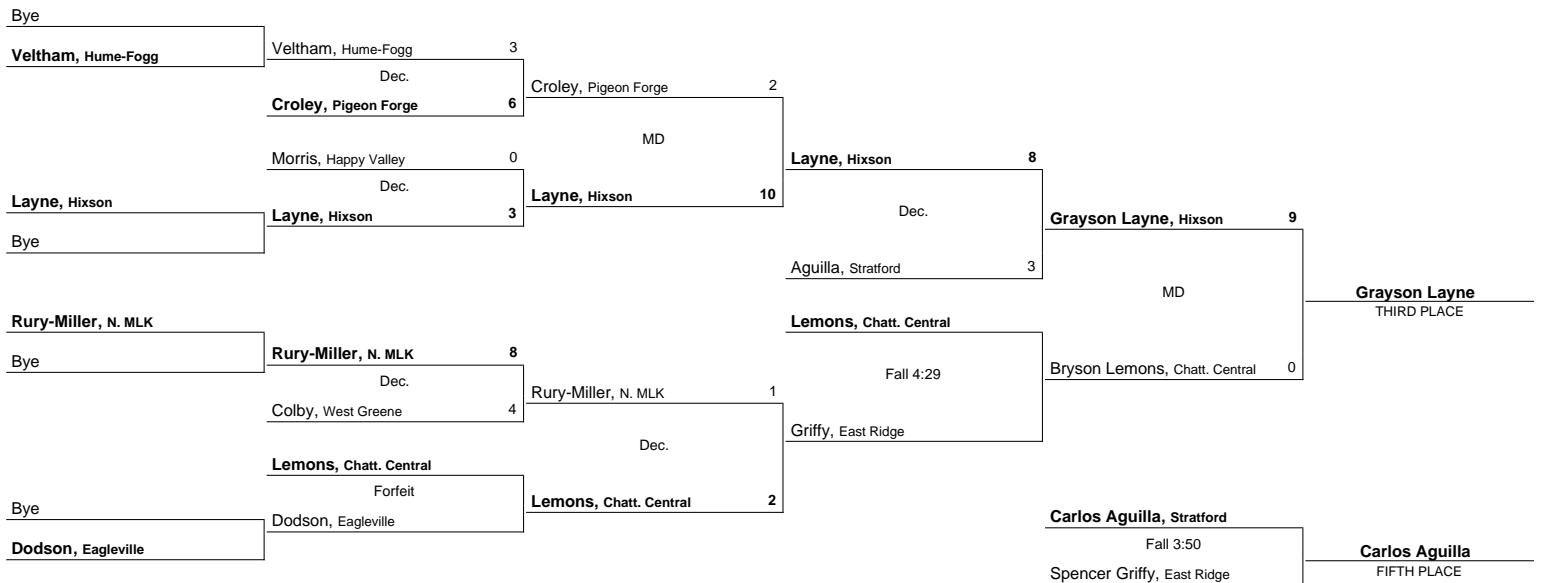 Bye
Veltham, Hume-Fogg
Layne, Hixson
Bye
Rury-Miller, N. MLK
Bye
Bye
Dodson, Eagleville
Veltham, Hume-Fogg 3
Dec.
Croley, Pigeon Forge 6
Morris, Happy Valley 0
Dec.
Layne, Hixson 3
Rury-Miller, N. MLK 8
Dec.
Colby, West Greene 4
Lemons, Chatt. Central
Forfeit
Dodson, Eagleville
Croley, Pigeon Forge 2
MD
Layne, Hixson 10
Rury-Miller, N. MLK 1
Dec.
Lemons, Chatt. Central 2
Layne, Hixson 8
Dec.
Aguilla, Stratford 3
Lemons, Chatt. Central
Fall 4:29
Griffy, East Ridge
Grayson Layne, Hixson 9
MD
Bryson Lemons, Chatt. Central 0
Grayson Layne
THIRD PLACE
Carlos Aguilla, Stratford
Fall 3:50
Spencer Griffy, East Ridge
Carlos Aguilla
FIFTH PLACE